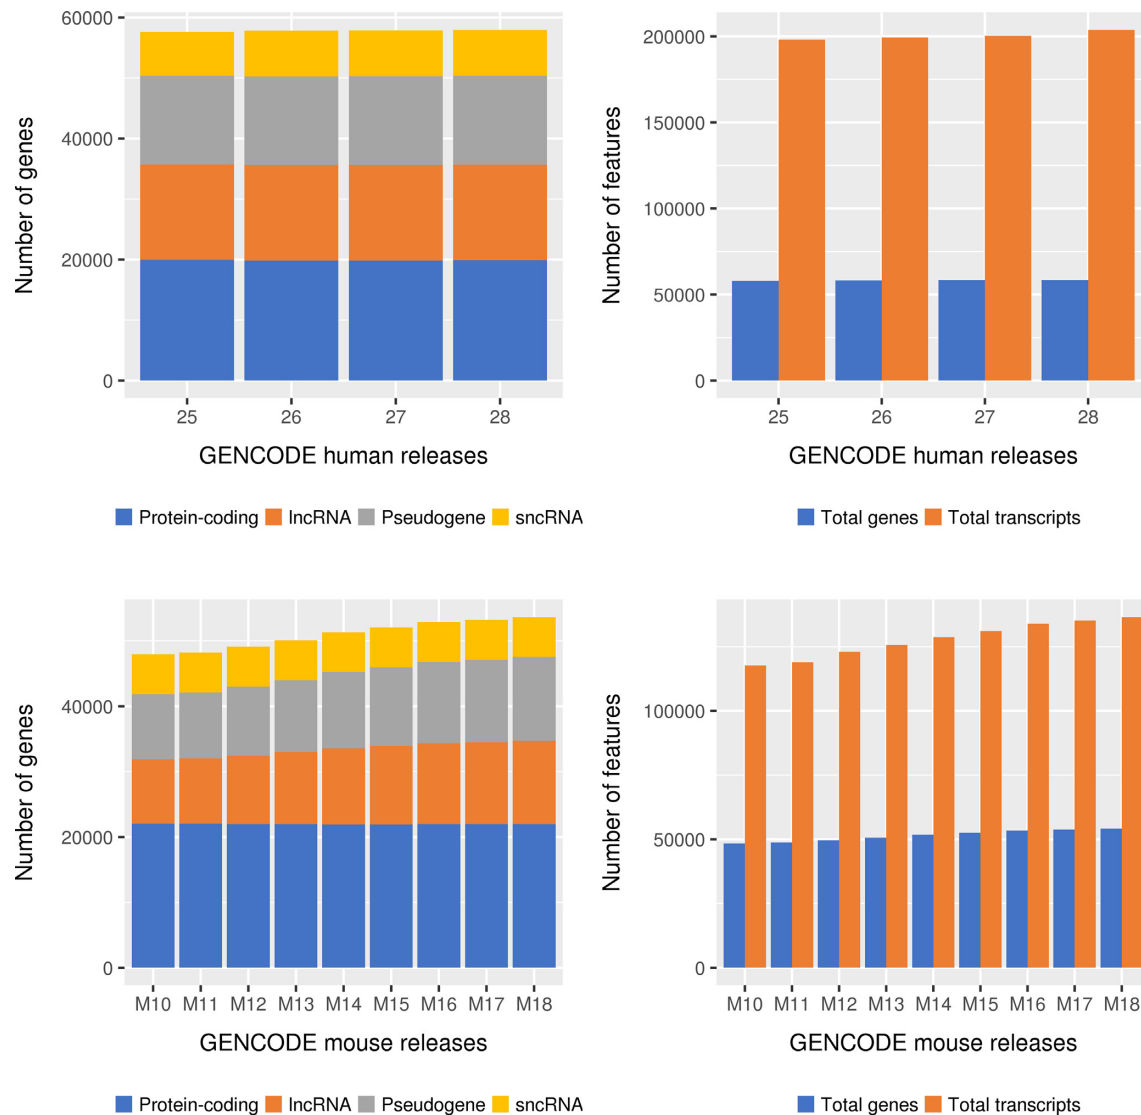 60000
40000
20000
0
Number of genes
25 26 27 28
GENCODE human releases
Protein-coding lncRNA Pseudogene sncRNA
200000
150000
100000
50000
0
Number of features
25 26 27 28
GENCODE human releases
Total genes Total transcripts
40000
20000
0
Number of genes
M10 M11 M12 M13 M14 M15 M16 M17 M18
GENCODE mouse releases
Protein-coding lncRNA Pseudogene sncRNA
100000
50000
0
Number of features
M10 M11 M12 M13 M14 M15 M16 M17 M18
GENCODE mouse releases
Total genes Total transcripts